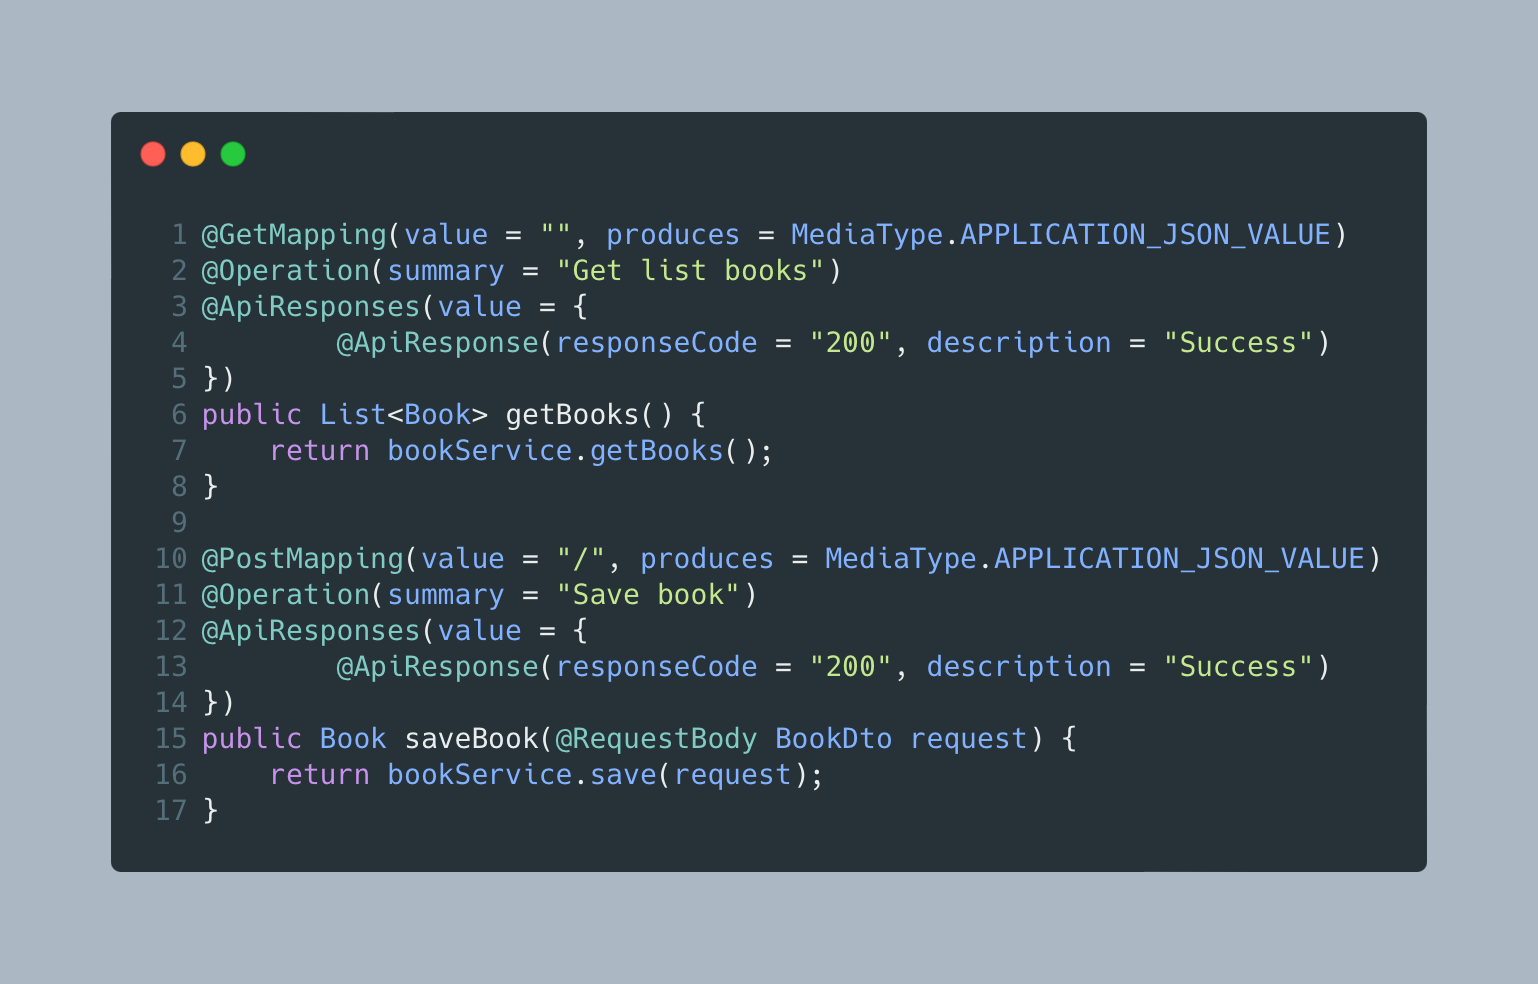 1 @GetMapping(value = "", produces = MediaType.APPLICATION_JSON_VALUE)
2 @Operation(summary = "Get list books")
3 @ApiResponses(value = {
4         @ApiResponse(responseCode = "200", description = "Success")
5 })
6 public List<Book> getBooks() {
7     return bookService.getBooks();
8 }
9
10 @PostMapping(value = "/", produces = MediaType.APPLICATION_JSON_VALUE)
11 @Operation(summary = "Save book")
12 @ApiResponses(value = {
13         @ApiResponse(responseCode = "200", description = "Success")
14 })
15 public Book saveBook(@RequestBody BookDto request) {
16     return bookService.save(request);
17 }